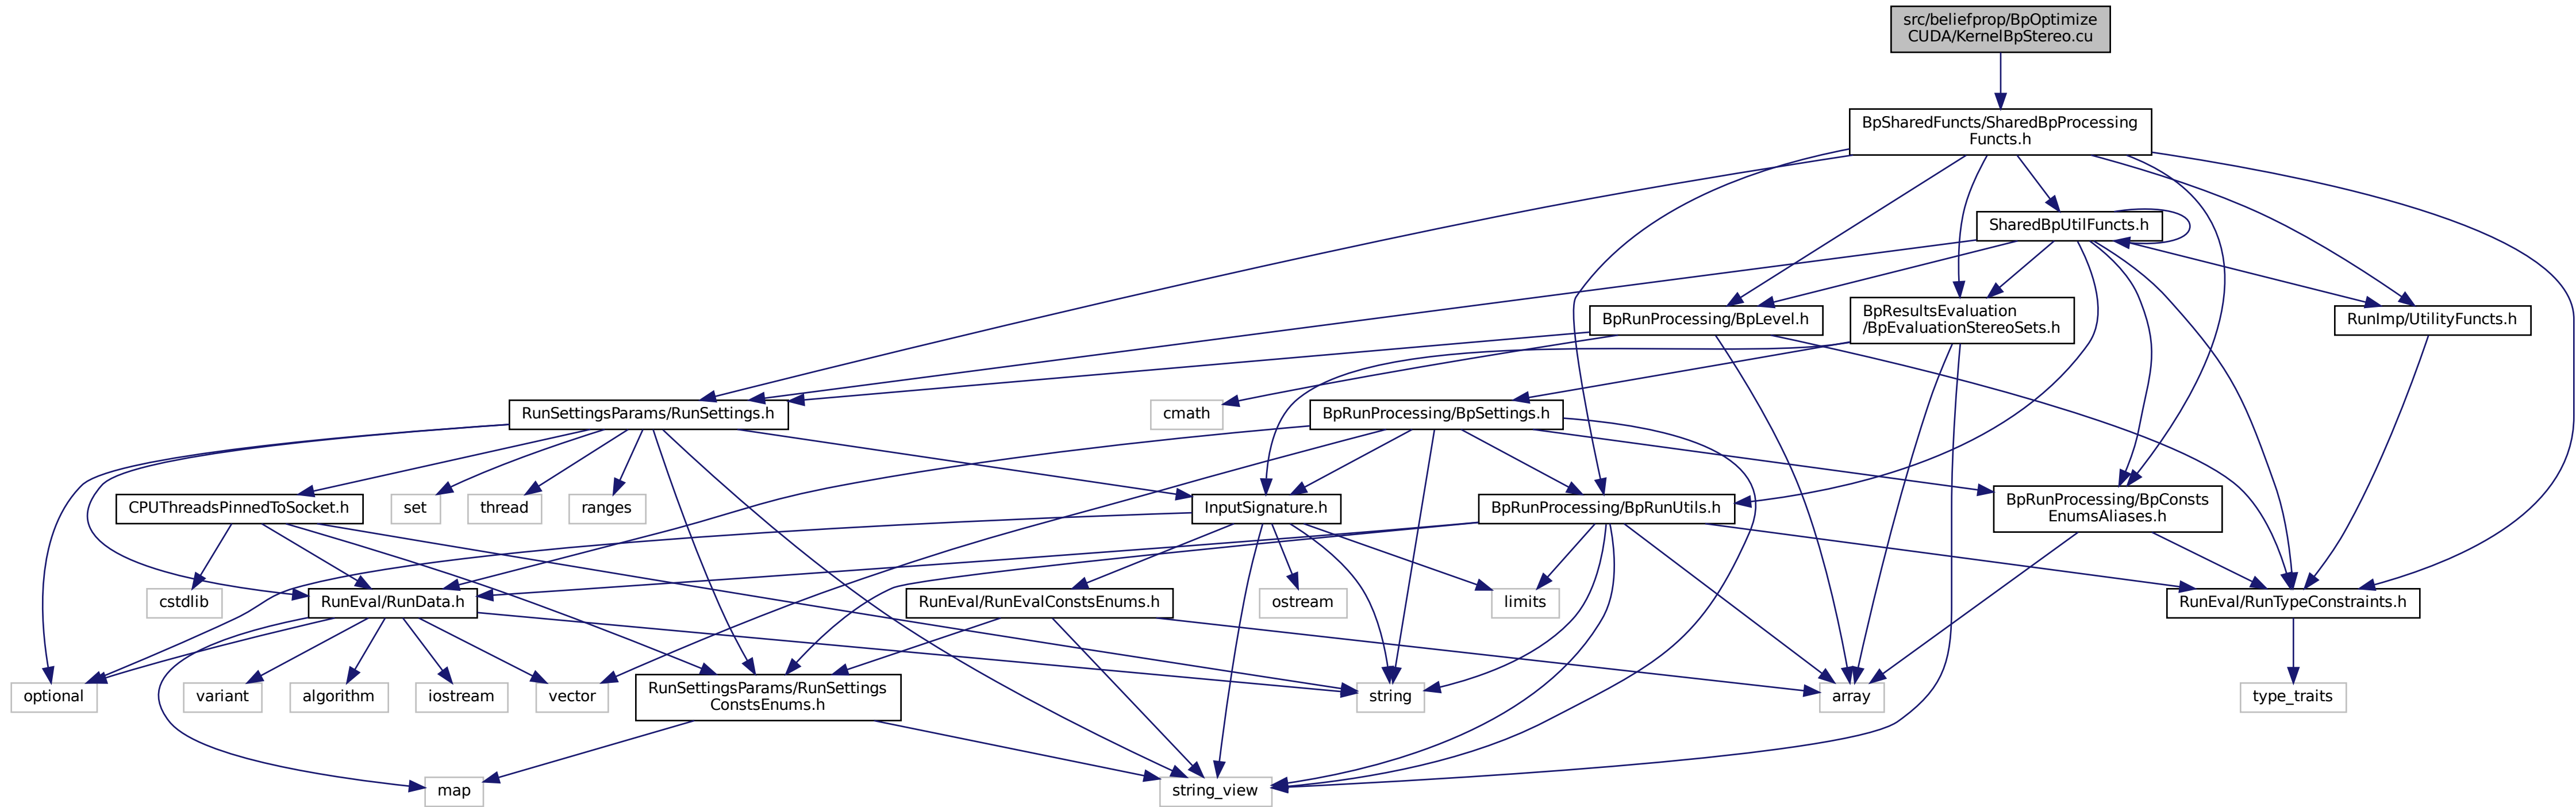 src/beliefprop/BpOptimize
CUDA/KernelBpStereo.cu
BpSharedFuncts/SharedBpProcessing
Functs.h
SharedBpUtilFuncts.h
BpRunProcessing/BpLevel.h
BpResultsEvaluation
/BpEvaluationStereoSets.h
RunImp/UtilityFuncts.h
RunSettingsParams/RunSettings.h
cmath
BpRunProcessing/BpSettings.h
CPUThreadsPinnedToSocket.h
set
thread
ranges
InputSignature.h
BpRunProcessing/BpRunUtils.h
BpRunProcessing/BpConsts
EnumsAliases.h
cstdlib
RunEval/RunData.h
RunEval/RunEvalConstsEnums.h
ostream
limits
RunEval/RunTypeConstraints.h
optional
variant
algorithm
iostream
vector
RunSettingsParams/RunSettings
ConstsEnums.h
string
array
type_traits
map
string_view